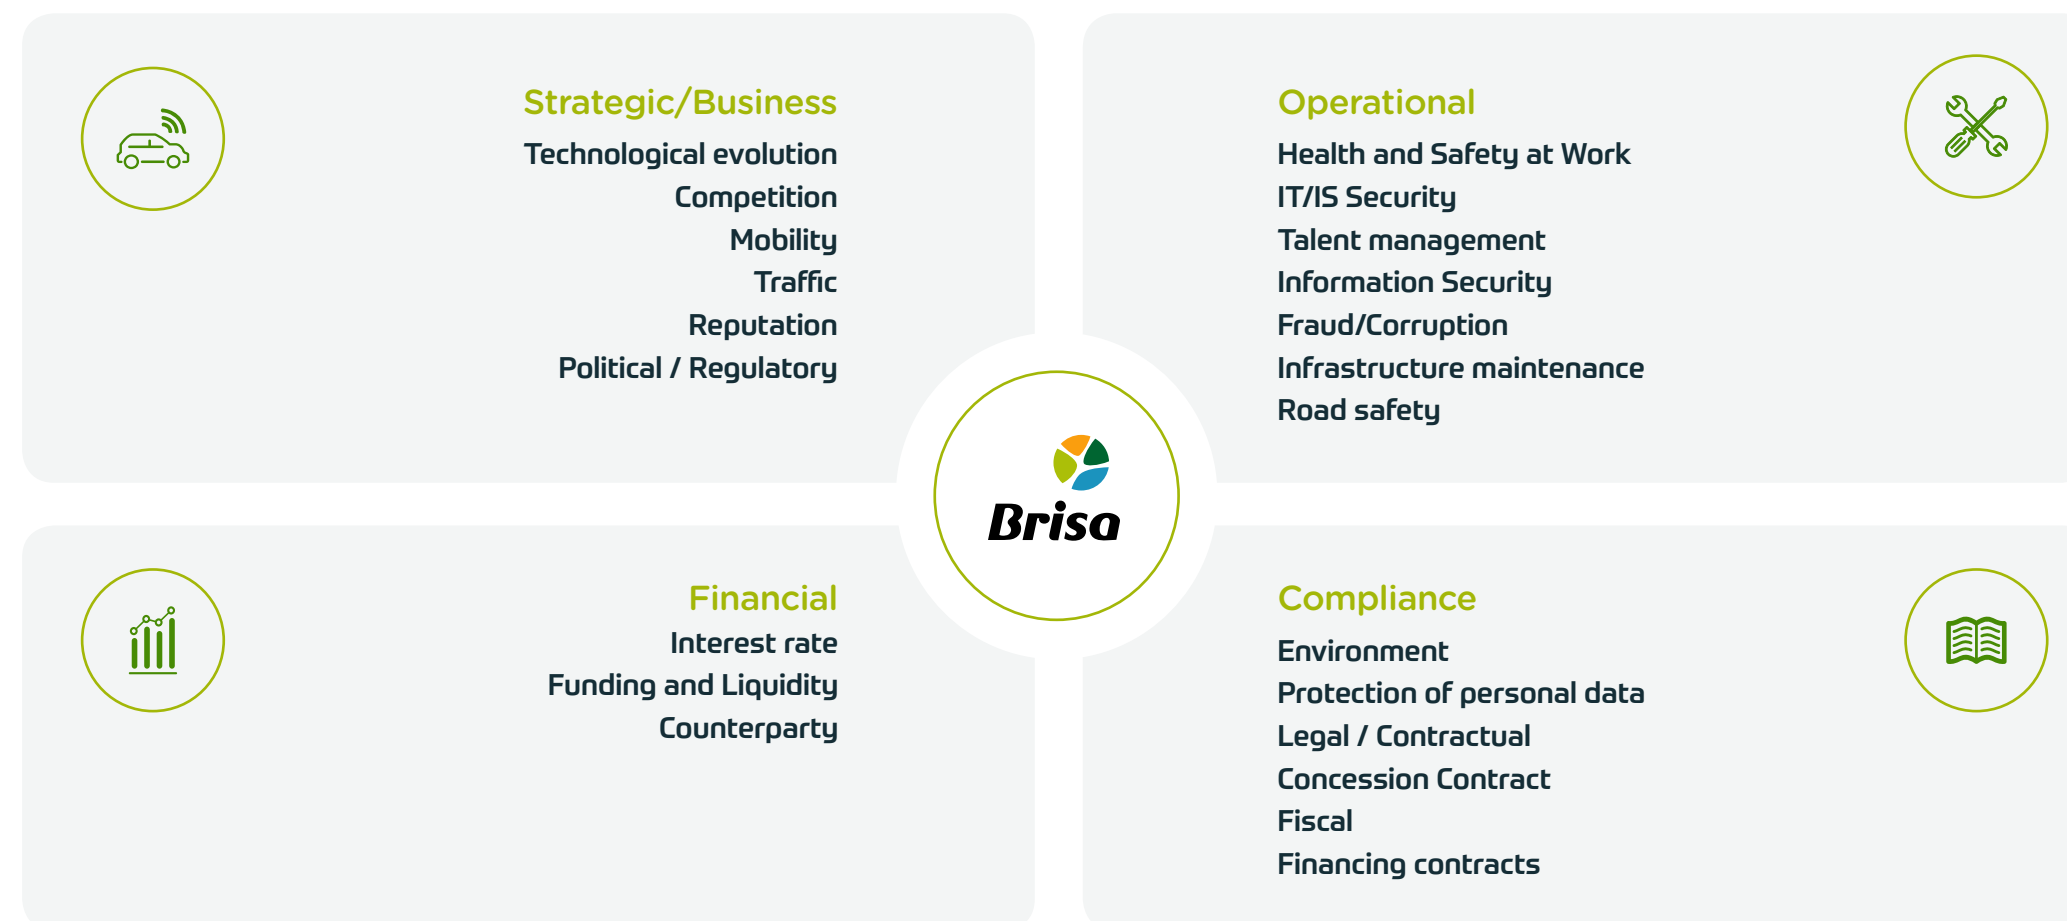 Strategic/Business
Technological evolution
Competition
Mobility
Traffic
Reputation
Political / Regulatory
Operational
Health and Safety at Work
IT/IS Security
Talent management
Information Security
Fraud/Corruption
Infrastructure maintenance
Road safety
Brisa
Financial
Interest rate
Funding and Liquidity
Counterparty
Compliance
Environment
Protection of personal data
Legal / Contractual
Concession Contract
Fiscal
Financing contracts